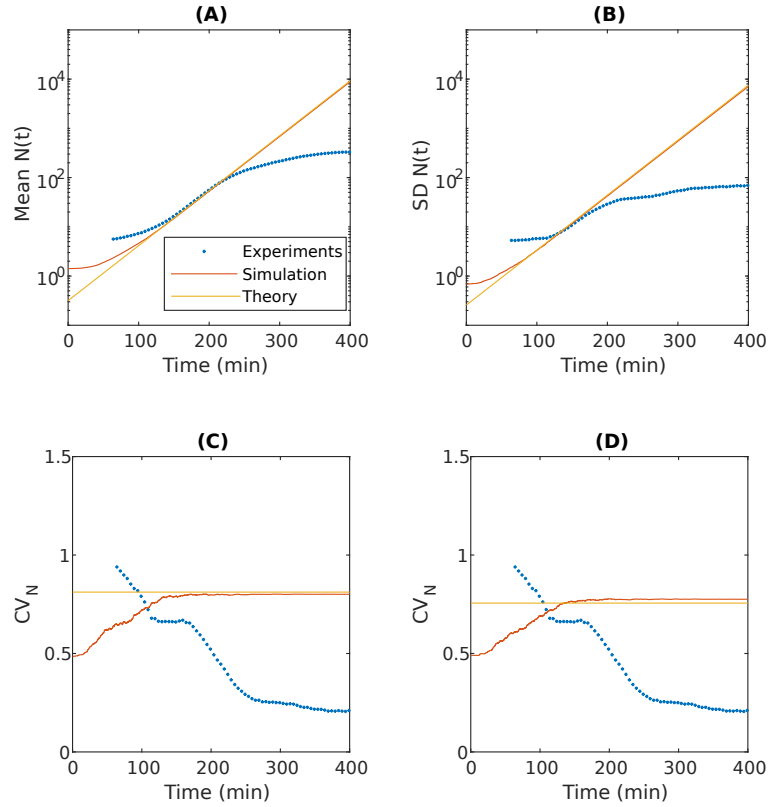 (A)
Mean N(t)
10^4
10^2
10^0
0 100 200 300 400
Time (min)
Experiments
Simulation
Theory
(B)
SD N(t)
10^4
10^2
10^0
0 100 200 300 400
Time (min)
(C)
CV_N
1.5
1
0.5
0
0 100 200 300 400
Time (min)
(D)
CV_N
1.5
1
0.5
0
0 100 200 300 400
Time (min)